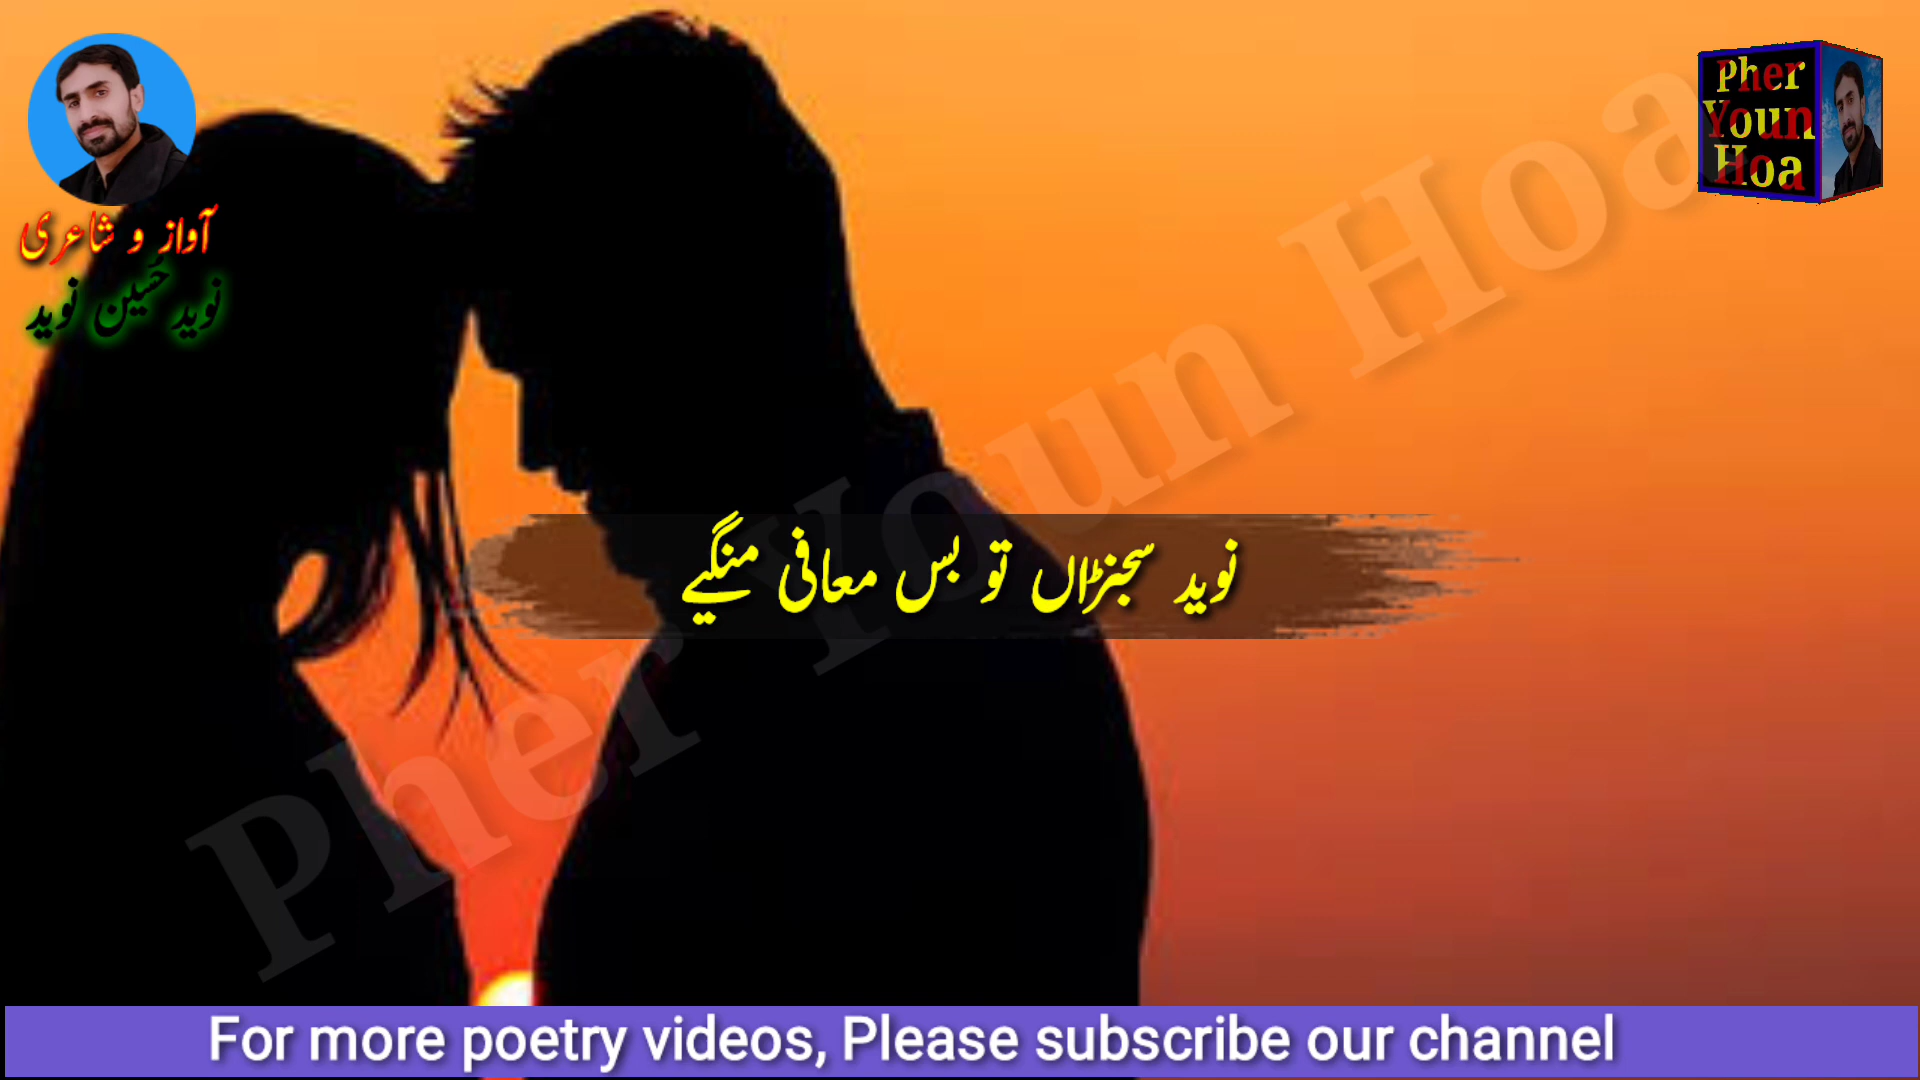 آواز و شاعری
نوید حُسین نوید
Pher
Youn
Hoa
نوید سجنڑاں تو بس معافی منگیے
Pher Youn Hoa
For more poetry videos, Please subscribe our channel